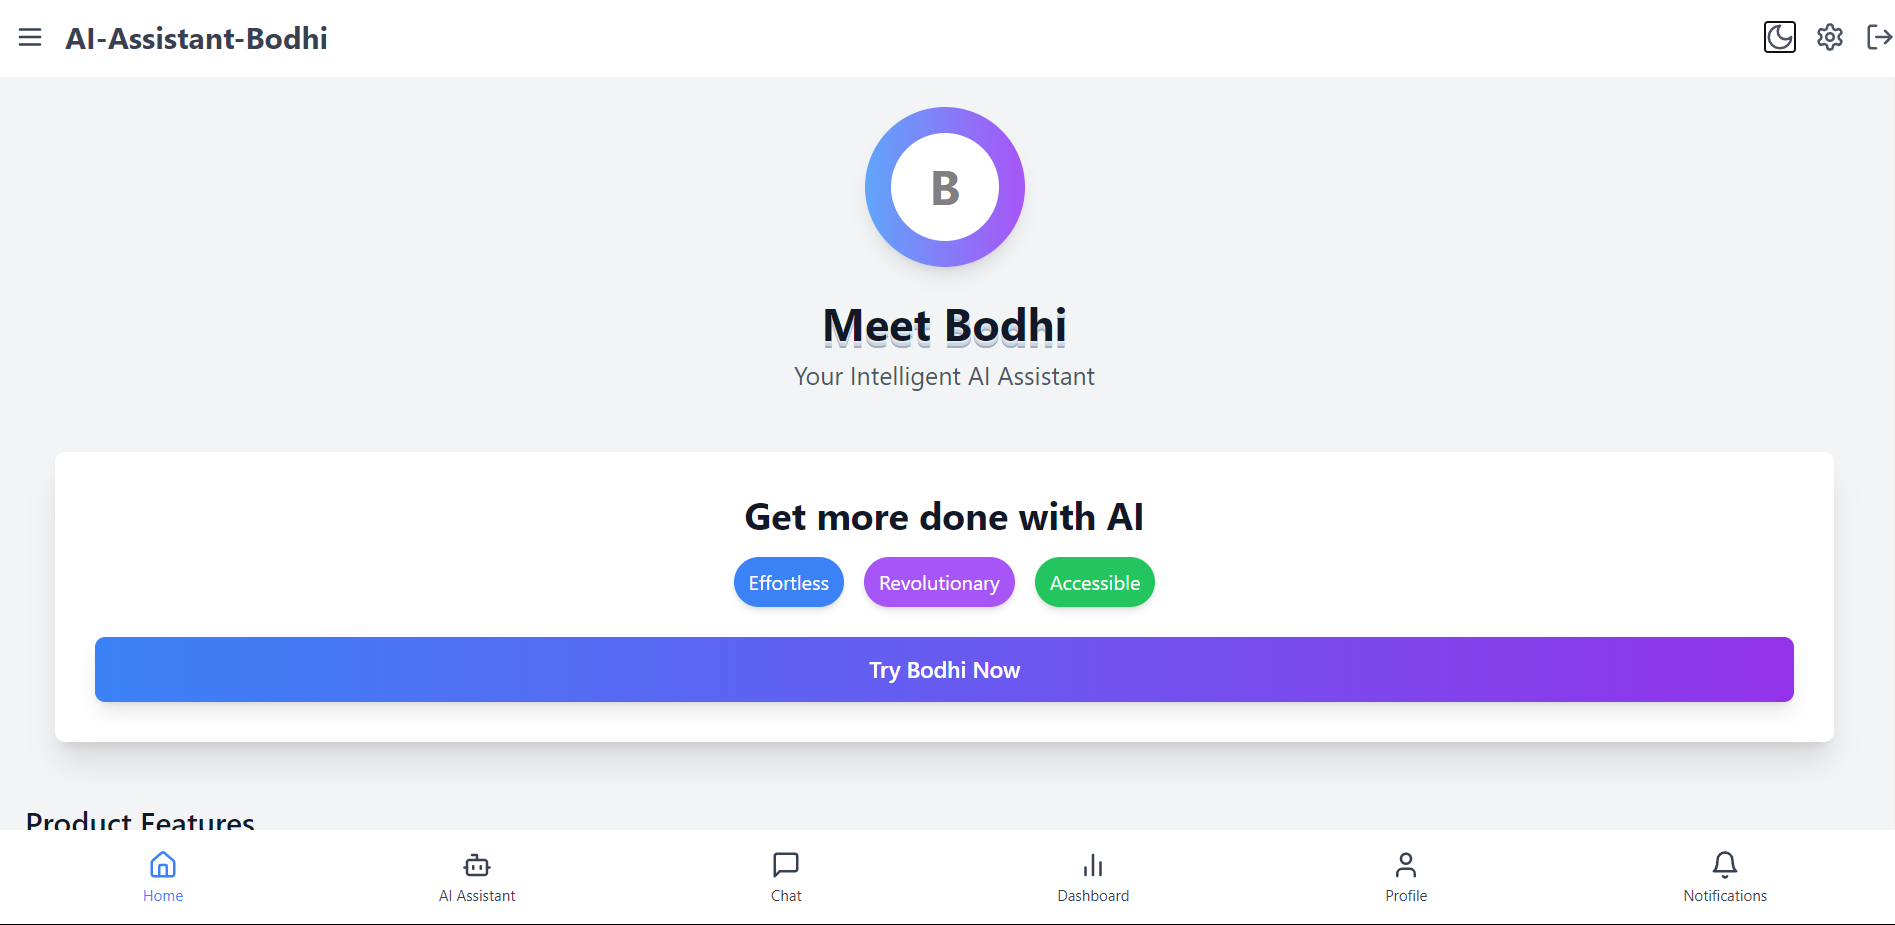 AI-Assistant-Bodhi
B
Meet Bodhi
Your Intelligent AI Assistant
Get more done with AI
Effortless Revolutionary Accessible
Try Bodhi Now
Product Features
Home AI Assistant Chat Dashboard Profile Notifications